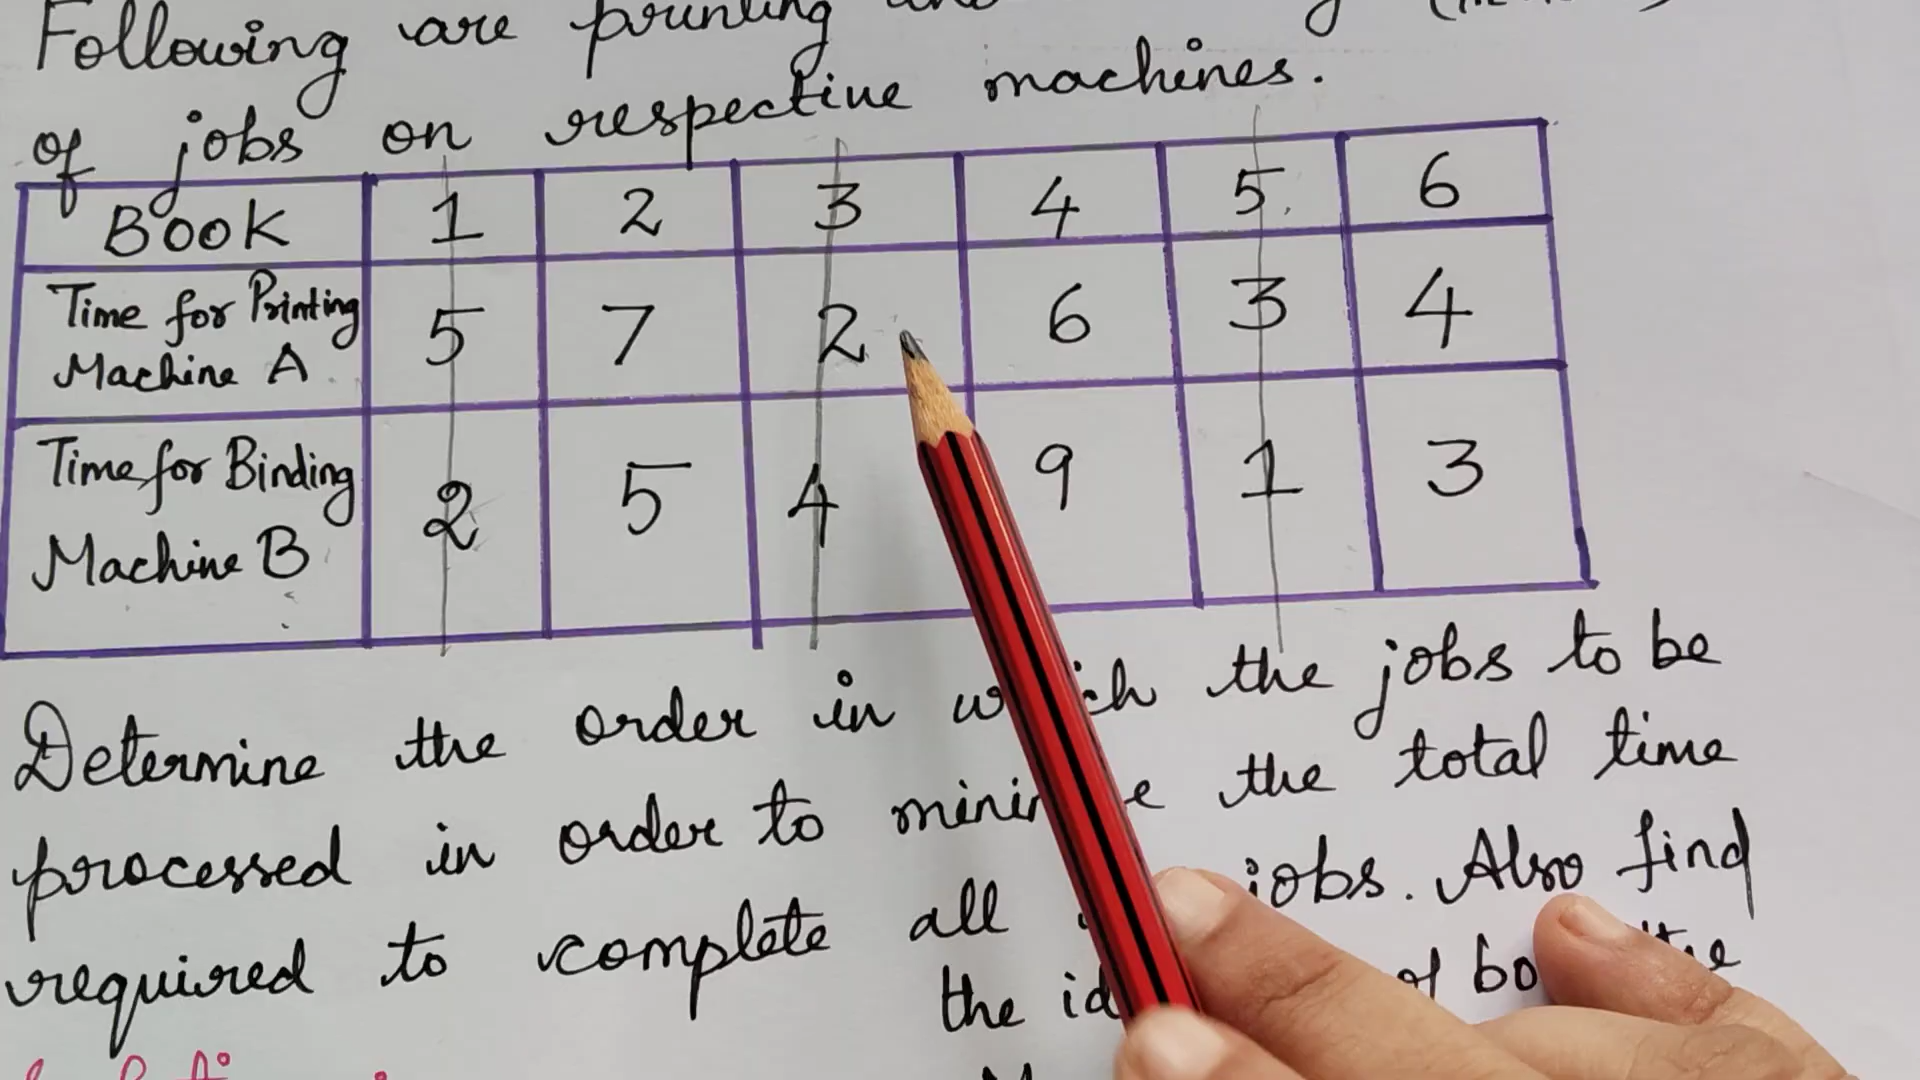 Following are printing
of jobs on respective machines.
BOOK 1 2 3 4 5 6
Time for Printing Machine A 5 7 2 6 3 4
Time for Binding Machine B 2 5 4 9 1 3
Determine the order in which the jobs to be
processed in order to the total time
required to complete all jobs. Also find
the of